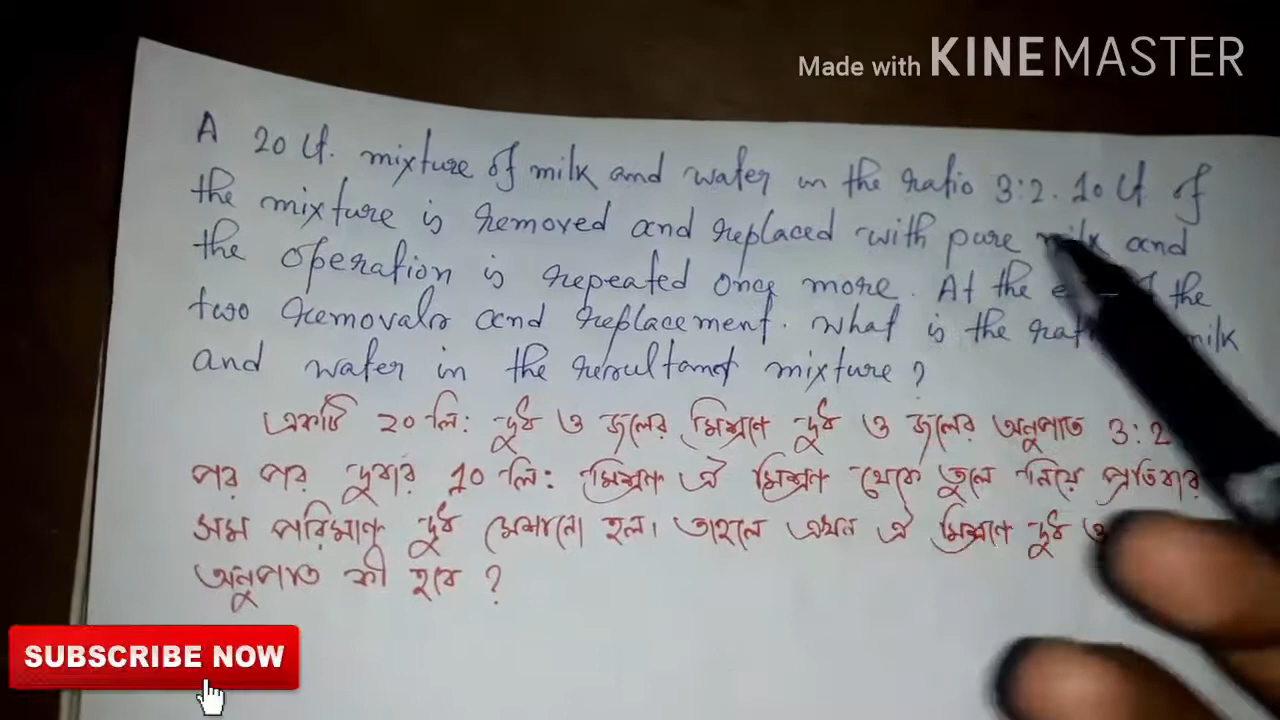 Made with KINEMASTER
A 20 lt. mixture of milk and water in the ratio 3:2. 10 lt of
the mixture is removed and replaced with pure milk and
the operation is repeated once more. At the the
two removals and replacement. What is the milk
and water in the resultant mixture ?
একটি ২০ লি: দুধ ও জলের মিশ্রণে দুধ ও জলের অনুপাত 3:2
পর পর দুবার 10 লি: মিশ্রণ ঐ মিশ্রণ থেকে তুলে নিয়ে প্রতিবার
সম পরিমাণ দুধ মেশানো হল। তাহলে এখন ঐ মিশ্রণে দুধ ও
অনুপাত কী হবে ?
SUBSCRIBE NOW